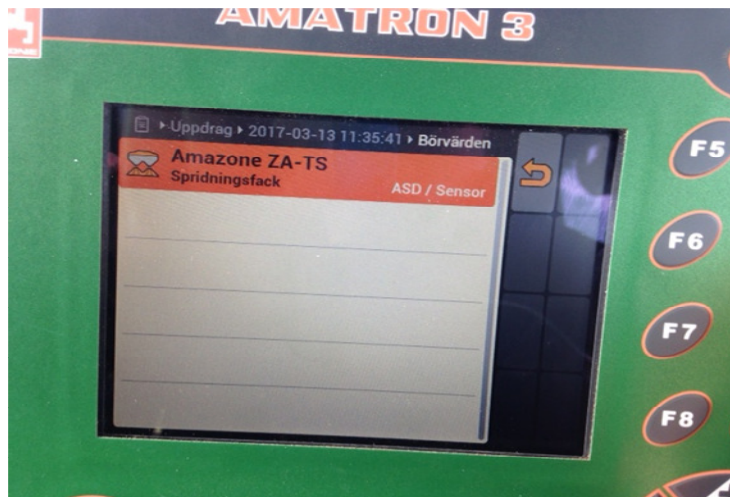 AMATRON 3
Uppdrag ▸ 2017-03-13 11:35:41 ▸ Börvärden
Amazone ZA-TS
Spridningsfack
ASD / Sensor
F5
F6
F7
F8